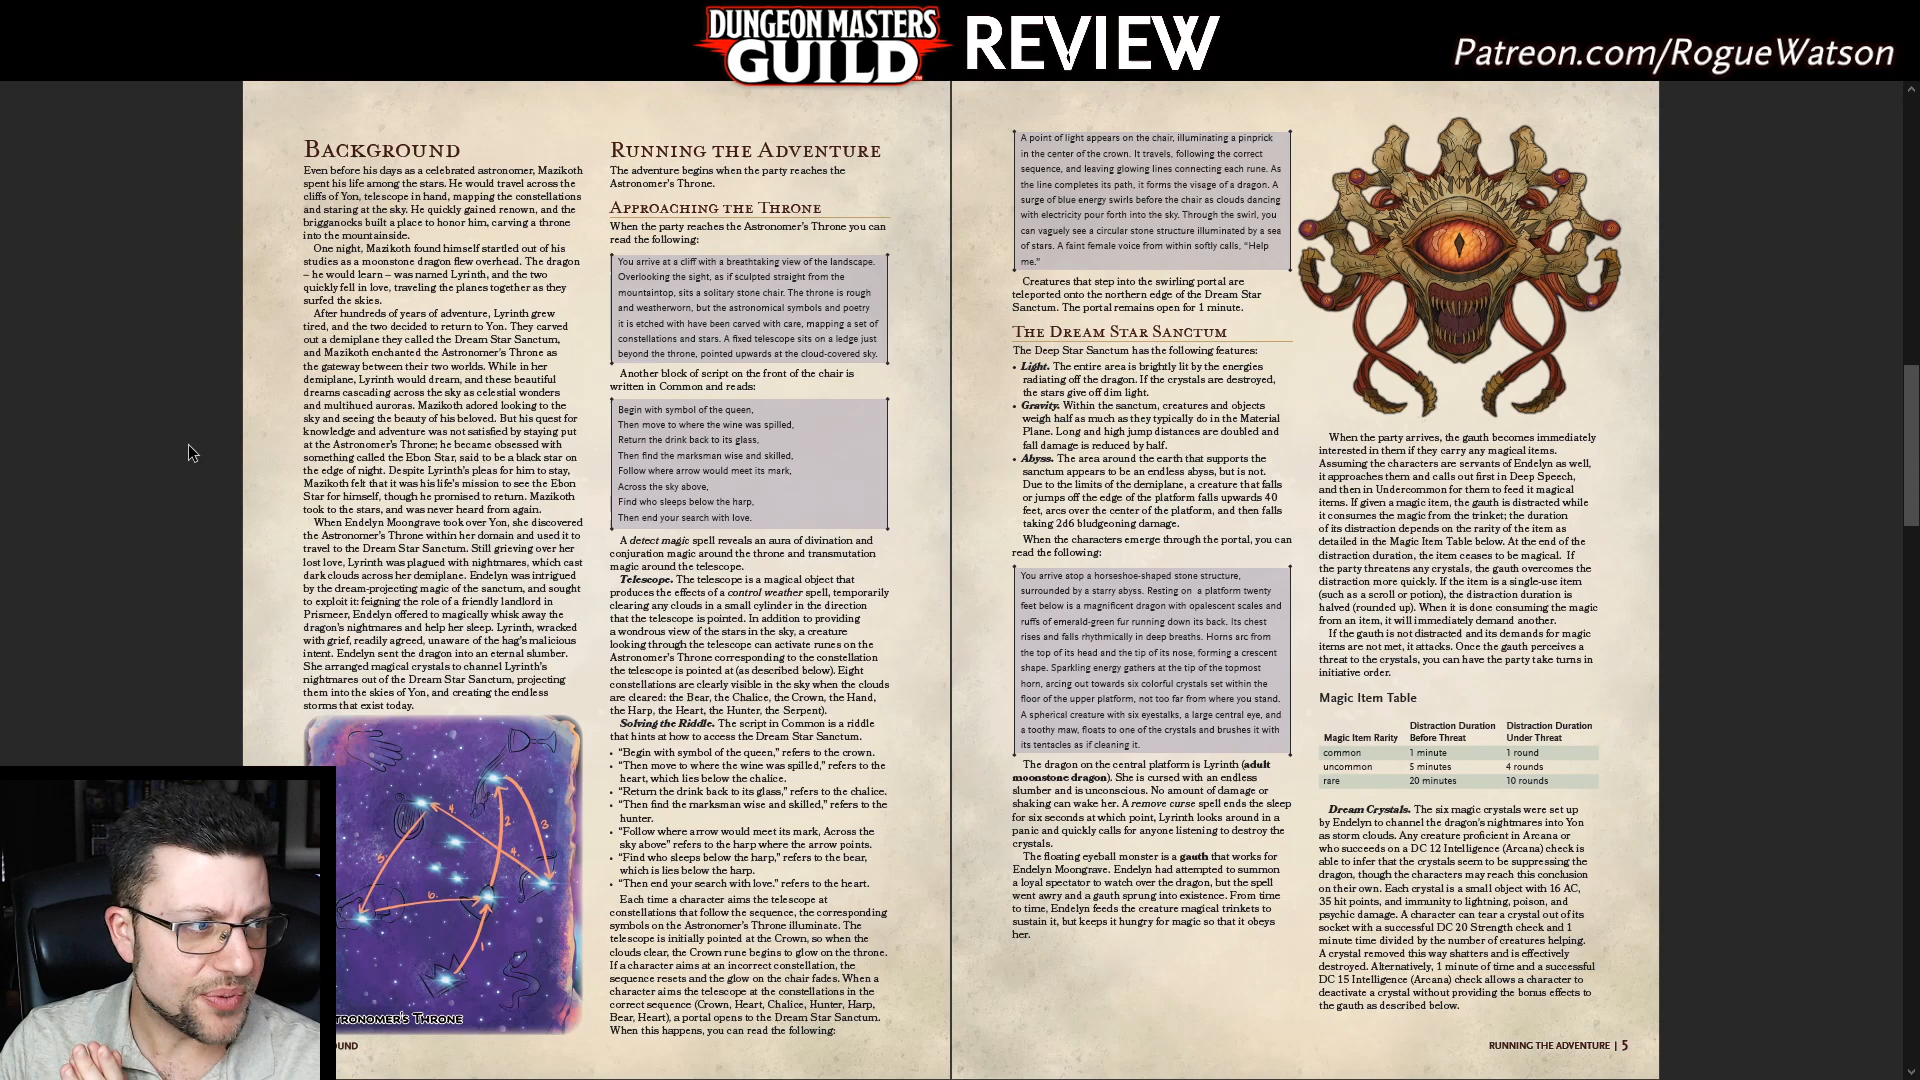 DUNGEON MASTERS
GUILD
REVIEW
Patreon.com/RogueWatson
BACKGROUND
Even before his days as a celebrated astronomer, Mazikoth
spent his life among the stars. He would travel across the
cliffs of Yon, telescope in hand, mapping the constellations
and staring at the sky. He quickly gained renown, and the
brigganocks built a place to honor him, carving a throne
into the mountainside.
One night, Mazikoth found himself startled out of his
studies as a moonstone dragon flew overhead. The dragon
– he would learn – was named Lyrinth, and the two
quickly fell in love, traveling the planes together as they
surfed the skies.
After hundreds of years of adventure, Lyrinth grew
tired, and the two decided to return to Yon. They carved
out a demiplane they called the Dream Star Sanctum,
and Mazikoth enchanted the Astronomer's Throne as
the gateway between their two worlds. While in her
demiplane, Lyrinth would dream, and these beautiful
dreams cascading across the sky as celestial wonders
and multihued auroras. Mazikoth adored looking to the
sky and seeing the beauty of his beloved. But his quest for
knowledge and adventure was not satisfied by staying put
at the Astronomer's Throne; he became obsessed with
something called the Ebon Star, said to be a black star on
the edge of night. Despite Lyrinth's pleas for him to stay,
Mazikoth felt that it was his life's mission to see the Ebon
Star for himself, though he promised to return. Mazikoth
took to the stars, and was never heard from again.
When Endelyn Moongrave took over Yon, she discovered
the Astronomer's Throne within her domain and used it to
travel to the Dream Star Sanctum. Still grieving over her
lost love, Lyrinth was plagued with nightmares, which cast
dark clouds across her demiplane. Endelyn was intrigued
by the dream-projecting magic of the sanctum, and sought
to exploit it: feigning the role of a friendly landlord in
Prismeer, Endelyn offered to magically whisk away the
dragon's nightmares and help her sleep. Lyrinth, wracked
with grief, readily agreed, unaware of the hag's malicious
intent. Endelyn sent the dragon into an eternal slumber.
She arranged magical crystals to channel Lyrinth's
nightmares out of the Dream Star Sanctum, projecting
them into the skies of Yon, and creating the endless
storms that exist today.
2.
3.
4.
4.
5.
6.
1.
TRONOMER'S THRONE
OUND
RUNNING THE ADVENTURE
The adventure begins when the party reaches the
Astronomer's Throne.
APPROACHING THE THRONE
When the party reaches the Astronomer's Throne you can
read the following:
You arrive at a cliff with a breathtaking view of the landscape.
Overlooking the sight, as if sculpted straight from the
mountaintop, sits a solitary stone chair. The throne is rough
and weatherworn, but the astronomical symbols and poetry
it is etched with have been carved with care, mapping a set of
constellations and stars. A fixed telescope sits on a ledge just
beyond the throne, pointed upwards at the cloud-covered sky.
Another block of script on the front of the chair is
written in Common and reads:
Begin with symbol of the queen,
Then move to where the wine was spilled,
Return the drink back to its glass,
Then find the marksman wise and skilled,
Follow where arrow would meet its mark,
Across the sky above,
Find who sleeps below the harp,
Then end your search with love.
A detect magic spell reveals an aura of divination and
conjuration magic around the throne and transmutation
magic around the telescope.
Telescope. The telescope is a magical object that
produces the effects of a control weather spell, temporarily
clearing any clouds in a small cylinder in the direction
that the telescope is pointed. In addition to providing
a wondrous view of the stars in the sky, a creature
looking through the telescope can activate runes on the
Astronomer's Throne corresponding to the constellation
the telescope is pointed at (as described below). Eight
constellations are clearly visible in the sky when the clouds
are cleared: the Bear, the Chalice, the Crown, the Hand,
the Harp, the Heart, the Hunter, the Serpent).
Solving the Riddle. The script in Common is a riddle
that hints at how to access the Dream Star Sanctum.
• "Begin with symbol of the queen," refers to the crown.
• "Then move to where the wine was spilled," refers to the
heart, which lies below the chalice.
• "Return the drink back to its glass," refers to the chalice.
• "Then find the marksman wise and skilled," refers to the
hunter.
• "Follow where arrow would meet its mark, Across the
sky above" refers to the harp where the arrow points.
• "Find who sleeps below the harp," refers to the bear,
which is lies below the harp.
• "Then end your search with love." refers to the heart.
Each time a character aims the telescope at
constellations that follow the sequence, the corresponding
symbols on the Astronomer's Throne illuminate. The
telescope is initially pointed at the Crown, so when the
clouds clear, the Crown rune begins to glow on the throne.
If a character aims at an incorrect constellation, the
sequence resets and the glow on the chair fades. When a
character aims the telescope at the constellations in the
correct sequence (Crown, Heart, Chalice, Hunter, Harp,
Bear, Heart), a portal opens to the Dream Star Sanctum.
When this happens, you can read the following:
A point of light appears on the chair, illuminating a pinprick
in the center of the crown. It travels, following the correct
sequence, and leaving glowing lines connecting each rune. As
the line completes its path, it forms the visage of a dragon. A
surge of blue energy swirls before the chair as clouds dancing
with electricity pour forth into the sky. Through the swirl, you
can vaguely see a circular stone structure illuminated by a sea
of stars. A faint female voice from within softly calls, "Help
me."
Creatures that step into the swirling portal are
teleported onto the northern edge of the Dream Star
Sanctum. The portal remains open for 1 minute.
THE DREAM STAR SANCTUM
The Deep Star Sanctum has the following features:
• Light. The entire area is brightly lit by the energies
radiating off the dragon. If the crystals are destroyed,
the stars give off dim light.
• Gravity. Within the sanctum, creatures and objects
weigh half as much as they typically do in the Material
Plane. Long and high jump distances are doubled and
fall damage is reduced by half.
• Abyss. The area around the earth that supports the
sanctum appears to be an endless abyss, but is not.
Due to the limits of the demiplane, a creature that falls
or jumps off the edge of the platform falls upwards 40
feet, arcs over the center of the platform, and then falls
taking 2d6 bludgeoning damage.
When the characters emerge through the portal, you can
read the following:
You arrive atop a horseshoe-shaped stone structure,
surrounded by a starry abyss. Resting on a platform twenty
feet below is a magnificent dragon with opalescent scales and
ruffs of emerald-green fur running down its back. Its chest
rises and falls rhythmically in deep breaths. Horns arc from
the top of its head and the tip of its nose, forming a crescent
shape. Sparkling energy gathers at the tip of the topmost
horn, arcing out towards six colorful crystals set within the
floor of the upper platform, not too far from where you stand.
A spherical creature with six eyestalks, a large central eye, and
a toothy maw, floats to one of the crystals and brushes it with
its tentacles as if cleaning it.
The dragon on the central platform is Lyrinth (adult
moonstone dragon). She is cursed with an endless
slumber and is unconscious. No amount of damage or
shaking can wake her. A remove curse spell ends the sleep
for six seconds at which point, Lyrinth looks around in a
panic and quickly calls for anyone listening to destroy the
crystals.
The floating eyeball monster is a gauth that works for
Endelyn Moongrave. Endelyn had attempted to summon
a loyal spectator to watch over the dragon, but the spell
went awry and a gauth sprung into existence. From time
to time, Endelyn feeds the creature magical trinkets to
sustain it, but keeps it hungry for magic so that it obeys
her.
When the party arrives, the gauth becomes immediately
interested in them if they carry any magical items.
Assuming the characters are servants of Endelyn as well,
it approaches them and calls out first in Deep Speech,
and then in Undercommon for them to feed it magical
items. If given a magic item, the gauth is distracted while
it consumes the magic from the trinket; the duration
of its distraction depends on the rarity of the item as
detailed in the Magic Item Table below. At the end of the
distraction duration, the item ceases to be magical. If
the party threatens any crystals, the gauth overcomes the
distraction more quickly. If the item is a single-use item
(such as a scroll or potion), the distraction duration is
halved (rounded up). When it is done consuming the magic
from an item, it will immediately demand another.
If the gauth is not distracted and its demands for magic
items are not met, it attacks. Once the gauth perceives a
threat to the crystals, you can have the party take turns in
initiative order.
Magic Item Table
Distraction Duration Distraction Duration
Magic Item Rarity Before Threat Under Threat
common 1 minute 1 round
uncommon 5 minutes 4 rounds
rare 20 minutes 10 rounds
Dream Crystals. The six magic crystals were set up
by Endelyn to channel the dragon's nightmares into Yon
as storm clouds. Any creature proficient in Arcana or
who succeeds on a DC 12 Intelligence (Arcana) check is
able to infer that the crystals seem to be suppressing the
dragon, though the characters may reach this conclusion
on their own. Each crystal is a small object with 16 AC,
35 hit points, and immunity to lightning, poison, and
psychic damage. A character can tear a crystal out of its
socket with a successful DC 20 Strength check and 1
minute time divided by the number of creatures helping.
A crystal removed this way shatters and is effectively
destroyed. Alternatively, 1 minute of time and a successful
DC 15 Intelligence (Arcana) check allows a character to
deactivate a crystal without providing the bonus effects to
the gauth as described below.
RUNNING THE ADVENTURE | 5